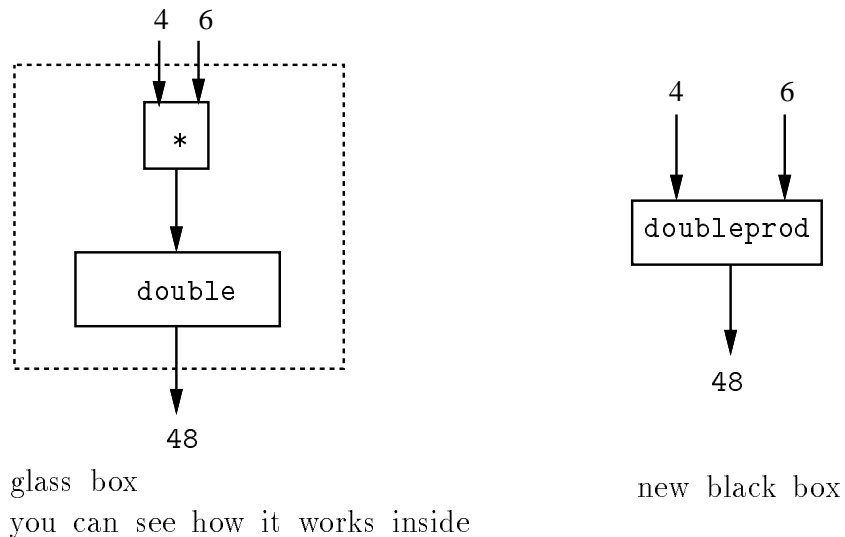 4 6
*
double
48
glass box
you can see how it works inside
4 6
doubleprod
48
new black box